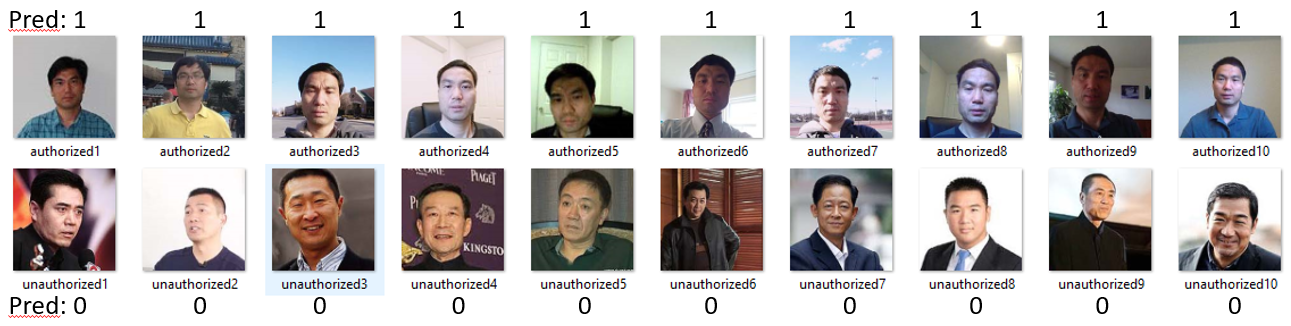 Pred: 1 1 1 1 1 1 1 1 1 1
authorized1 authorized2 authorized3 authorized4 authorized5 authorized6 authorized7 authorized8 authorized9 authorized10
PIAGET
KINGSTO
unauthorized1 unauthorized2 unauthorized3 unauthorized4 unauthorized5 unauthorized6 unauthorized7 unauthorized8 unauthorized9 unauthorized10
Pred: 0 0 0 0 0 0 0 0 0 0